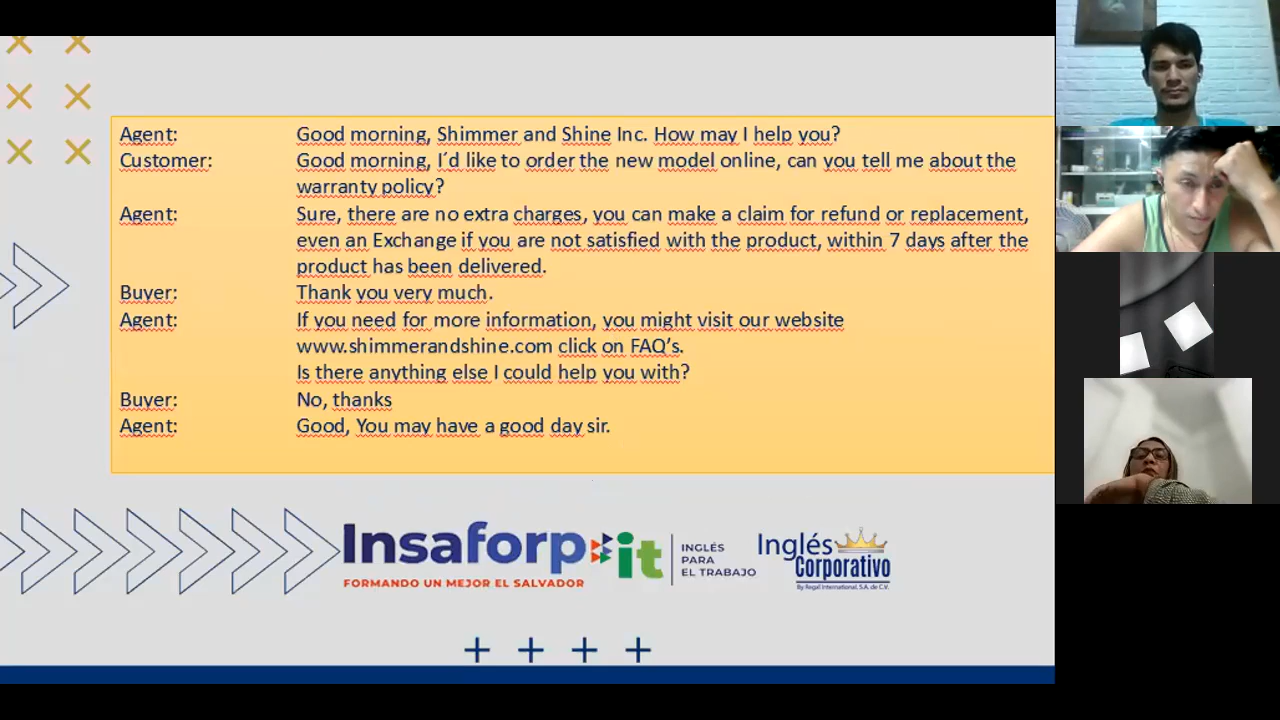 Agent: Good morning, Shimmer and Shine Inc. How may I help you?
Customer: Good morning, I´d like to order the new model online, can you tell me about the
warranty policy?
Agent: Sure, there are no extra charges, you can make a claim for refund or replacement,
even an Exchange if you are not satisfied with the product, within 7 days after the
product has been delivered.
Buyer: Thank you very much.
Agent: If you need for more information, you might visit our website
www.shimmerandshine.com click on FAQ’s.
Is there anything else I could help you with?
Buyer: No, thanks
Agent: Good, You may have a good day sir.
Insaforp
FORMANDO UN MEJOR EL SALVADOR
it
INGLÉS
PARA
EL TRABAJO
Inglés
Corporativo
By Regal International, S.A. de C.V.